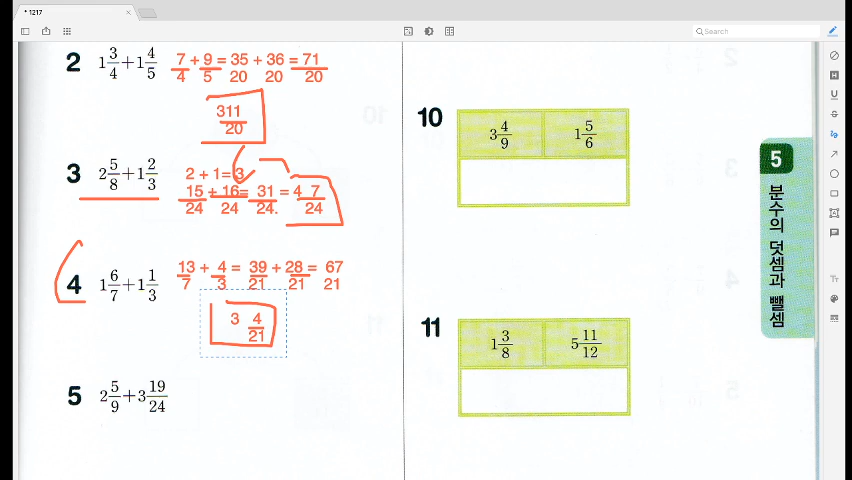 • 1217
Search
2 1 3/4 + 1 4/5 7/4 + 9/5 = 35/20 + 36/20 = 71/20
3 11/20
3 2 5/8 + 1 2/3 2 + 1 = 3
15/24 + 16/24 = 31/24. = 4 7/24
4 1 6/7 + 1 1/3 13/7 + 4/3 = 39/21 + 28/21 = 67/21
3 4/21
5 2 5/9 + 3 19/24
10 3 4/9 1 5/6
11 1 3/8 5 11/12
5
분수의 덧셈과 뺄셈